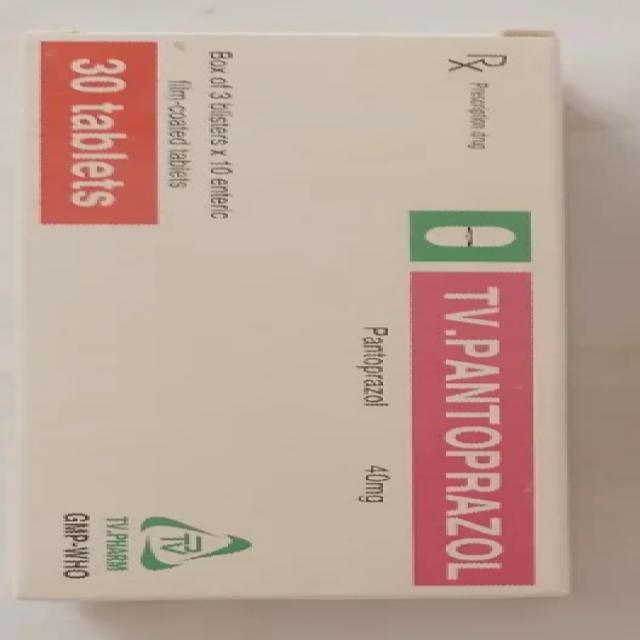 Rx Prescription drug
TV.PANTOPRAZOL
Pantoprazol 40mg
Box of 3 blisters x 10 enteric
film-coated tablets
30 tablets
TV
TV.PHARM
GMP-WHO